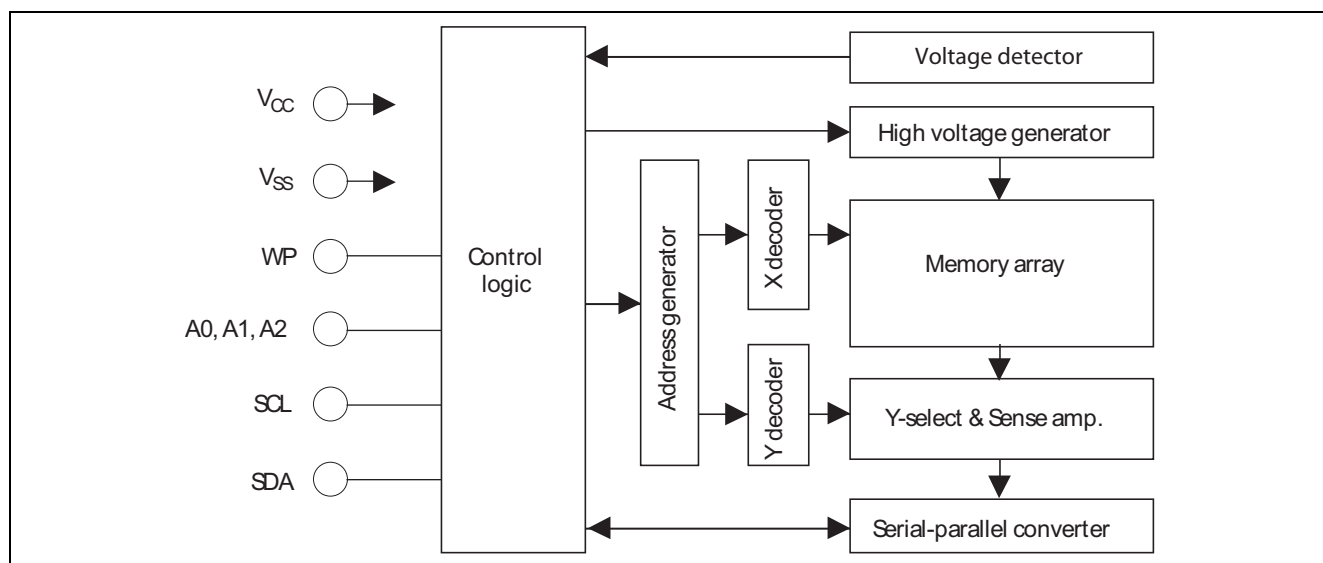 Voltage detector
VCC
High voltage generator
VSS
Address generator
X decoder
WP
Control
logic
Memory array
A0, A1, A2
Y decoder
SCL
Y-select & Sense amp.
SDA
Serial-parallel converter